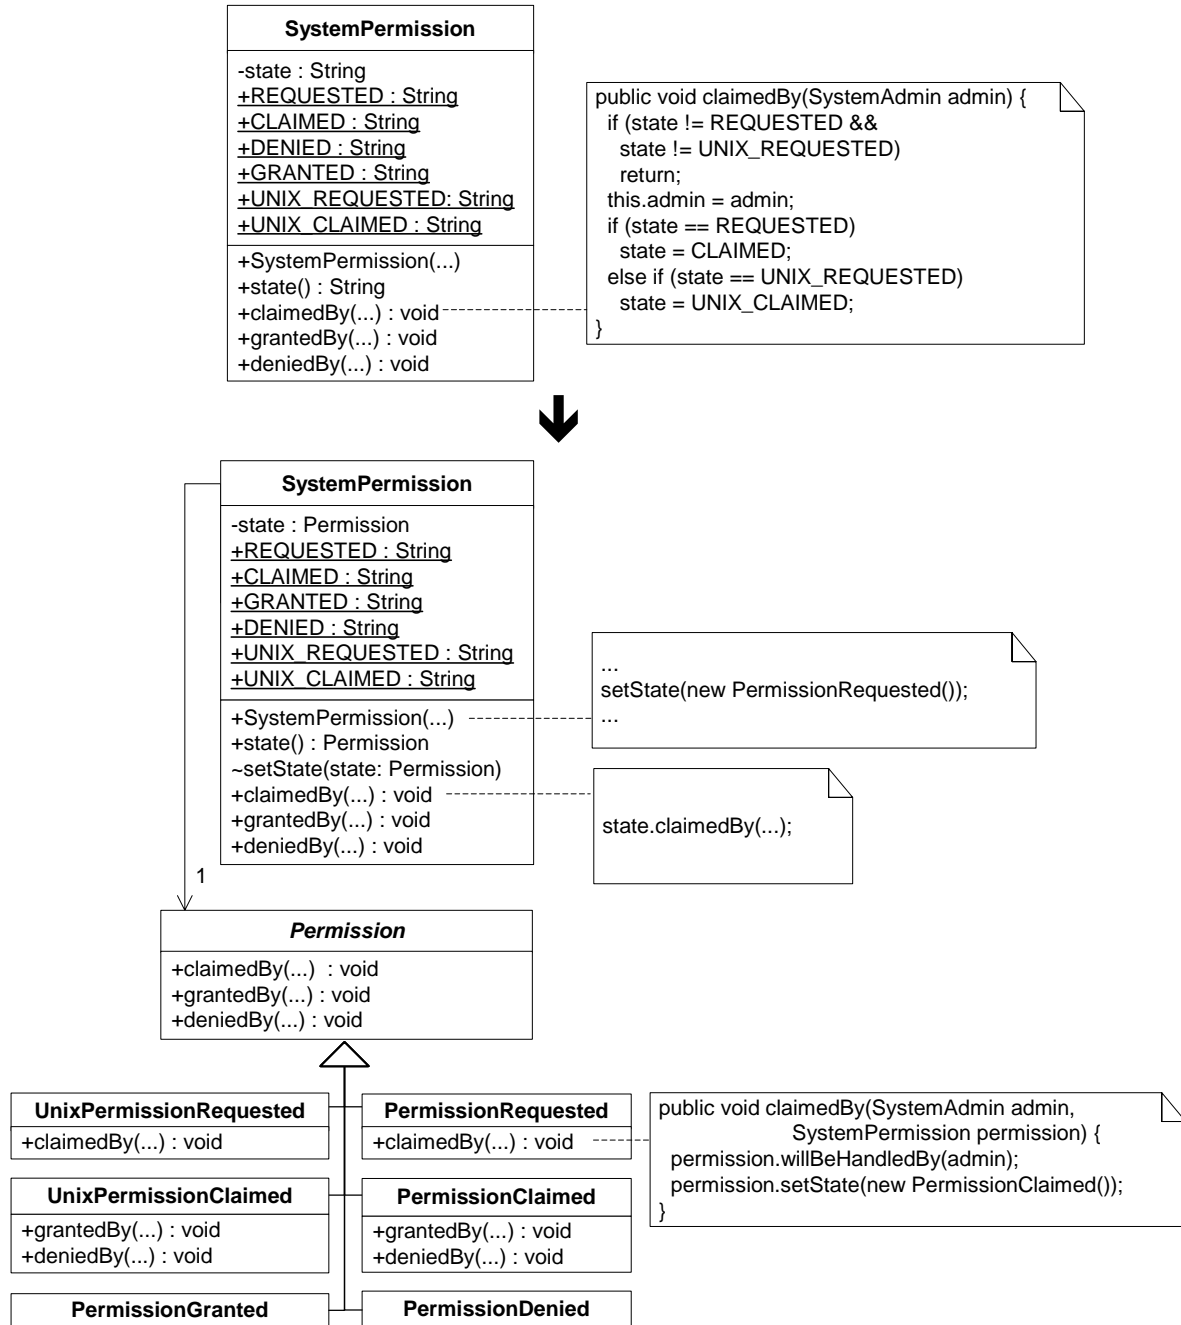 SystemPermission
-state : String
+REQUESTED : String
+CLAIMED : String
+DENIED : String
+GRANTED : String
+UNIX_REQUESTED: String
+UNIX_CLAIMED : String
+SystemPermission(...)
+state() : String
+claimedBy(...) : void
+grantedBy(...) : void
+deniedBy(...) : void
public void claimedBy(SystemAdmin admin) {
if (state != REQUESTED &&
state != UNIX_REQUESTED)
return;
this.admin = admin;
if (state == REQUESTED)
state = CLAIMED;
else if (state == UNIX_REQUESTED)
state = UNIX_CLAIMED;
}
SystemPermission
-state : Permission
+REQUESTED : String
+CLAIMED : String
+GRANTED : String
+DENIED : String
+UNIX_REQUESTED : String
+UNIX_CLAIMED : String
+SystemPermission(...)
+state() : Permission
~setState(state: Permission)
+claimedBy(...) : void
+grantedBy(...) : void
+deniedBy(...) : void
...
setState(new PermissionRequested());
...
state.claimedBy(...);
1
Permission
+claimedBy(...) : void
+grantedBy(...) : void
+deniedBy(...) : void
UnixPermissionRequested
+claimedBy(...) : void
PermissionRequested
+claimedBy(...) : void
public void claimedBy(SystemAdmin admin,
SystemPermission permission) {
permission.willBeHandledBy(admin);
permission.setState(new PermissionClaimed());
}
UnixPermissionClaimed
+grantedBy(...) : void
+deniedBy(...) : void
PermissionClaimed
+grantedBy(...) : void
+deniedBy(...) : void
PermissionGranted
PermissionDenied